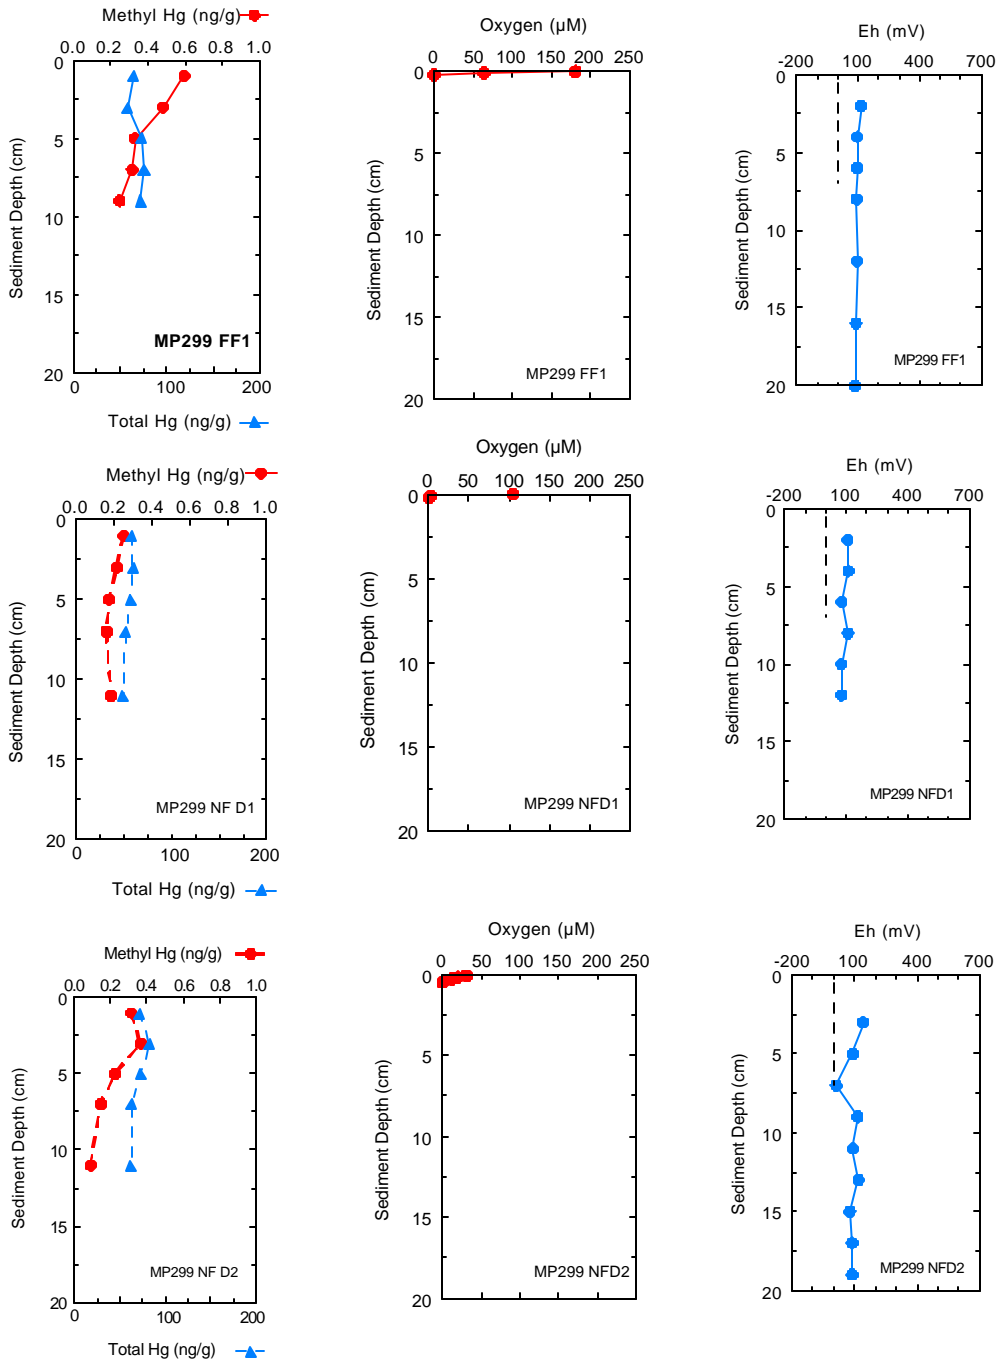 Methyl Hg (ng/g)
0.0 0.2 0.4 0.6 0.8 1.0
0
5
10
15
20
Sediment Depth (cm)
MP299 FF1
0 100 200
Total Hg (ng/g)
Oxygen (µM)
0 50 100 150 200 250
0
5
10
15
20
Sediment Depth (cm)
MP299 FF1
Eh (mV)
-200 100 400 700
0
5
10
15
20
Sediment Depth (cm)
MP299 FF1
Methyl Hg (ng/g)
0.0 0.2 0.4 0.6 0.8 1.0
0
5
10
15
20
Sediment Depth (cm)
MP299 NF D1
0 100 200
Total Hg (ng/g)
Oxygen (µM)
0 50 100 150 200 250
0
5
10
15
20
Sediment Depth (cm)
MP299 NFD1
Eh (mV)
-200 100 400 700
0
5
10
15
20
Sediment Depth (cm)
MP299 NFD1
Methyl Hg (ng/g)
0.0 0.2 0.4 0.6 0.8 1.0
0
5
10
15
20
Sediment Depth (cm)
MP299 NF D2
0 100 200
Total Hg (ng/g)
Oxygen (µM)
0 50 100 150 200 250
0
5
10
15
20
Sediment Depth (cm)
MP299 NFD2
Eh (mV)
-200 100 400 700
0
5
10
15
20
Sediment Depth (cm)
MP299 NFD2